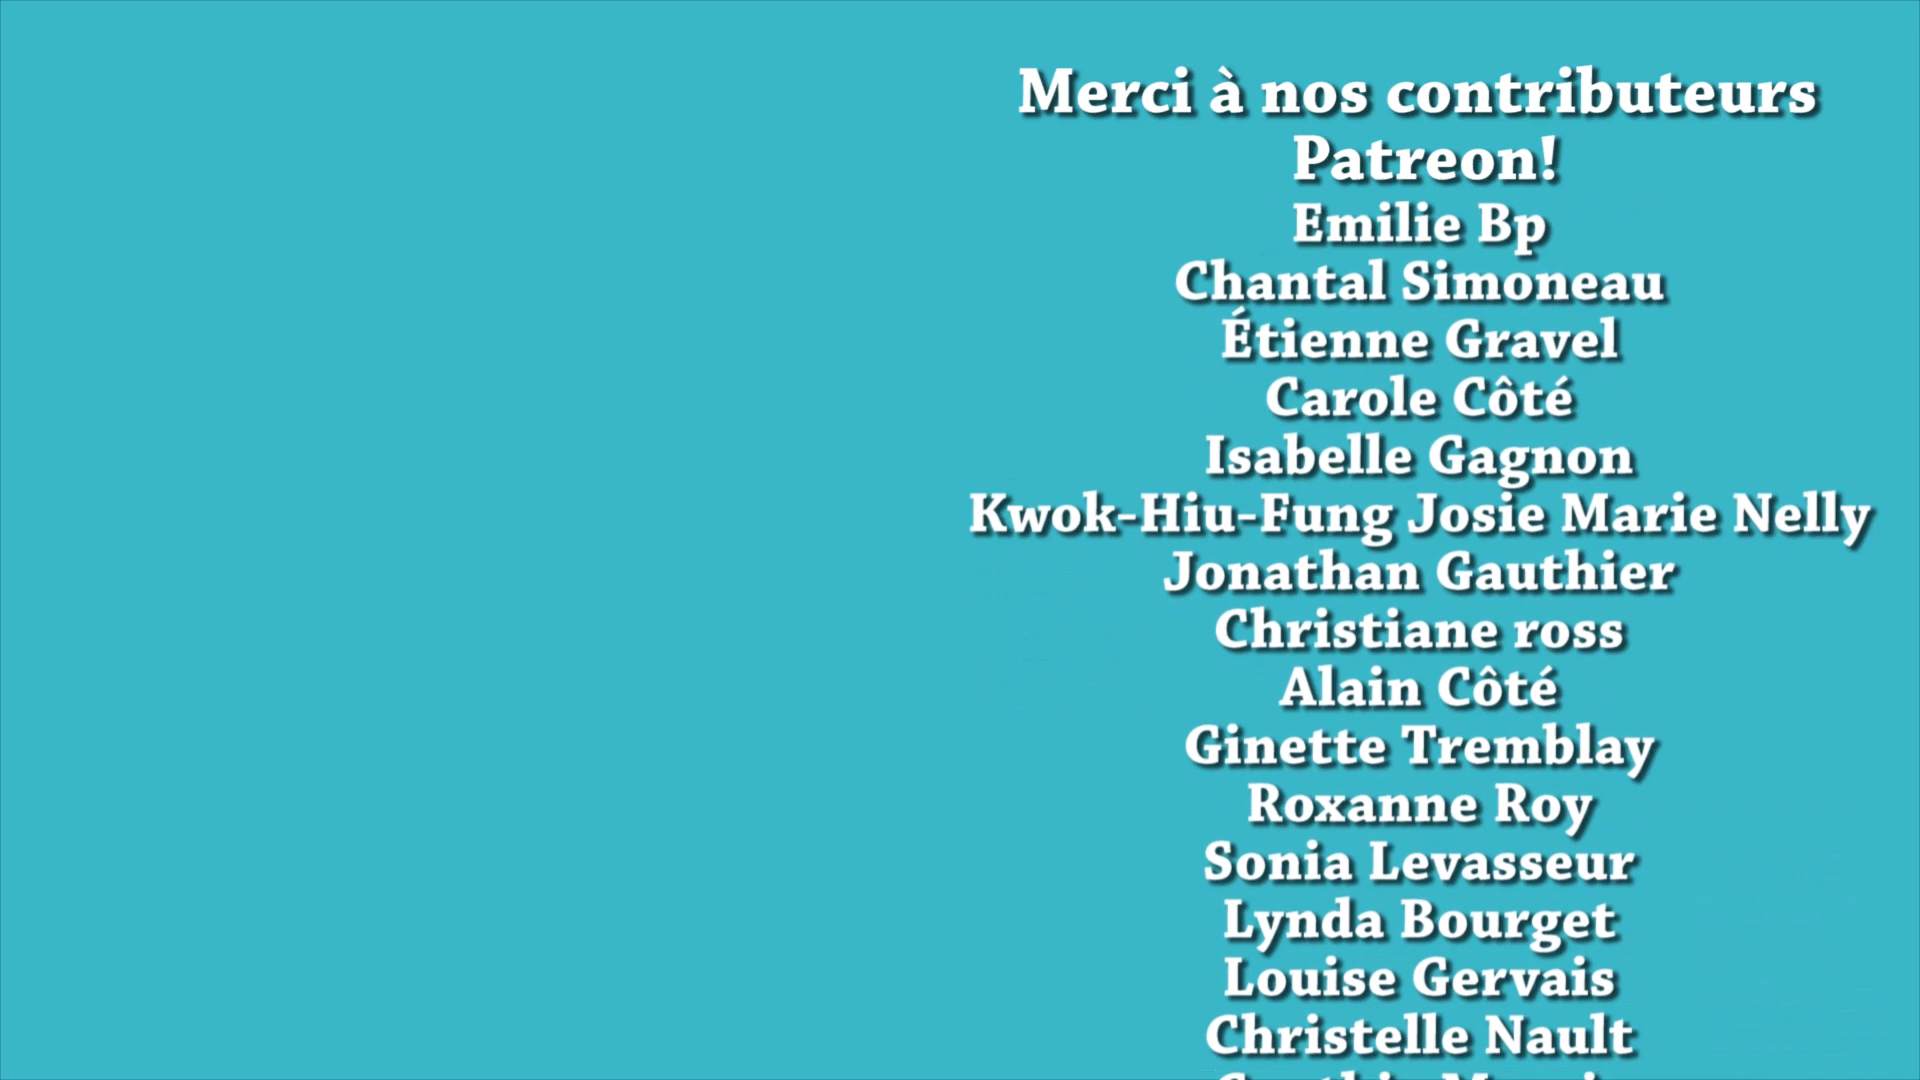 Merci à nos contributeurs
Patreon!
Emilie Bp
Chantal Simoneau
Étienne Gravel
Carole Côté
Isabelle Gagnon
Kwok-Hiu-Fung Josie Marie Nelly
Jonathan Gauthier
Christiane ross
Alain Côté
Ginette Tremblay
Roxanne Roy
Sonia Levasseur
Lynda Bourget
Louise Gervais
Christelle Nault